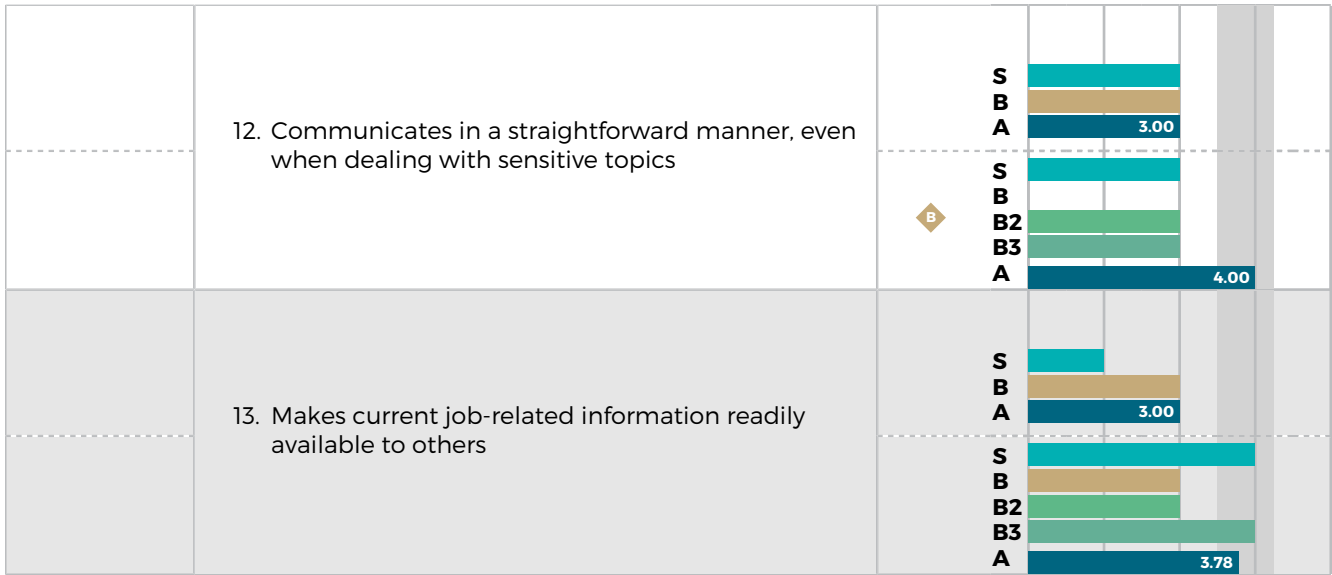 12. Communicates in a straightforward manner, even
when dealing with sensitive topics
S
B
A 3.00
S
B B
B2
B3
A 4.00
13. Makes current job-related information readily
available to others
S
B
A 3.00
S
B
B2
B3
A 3.78